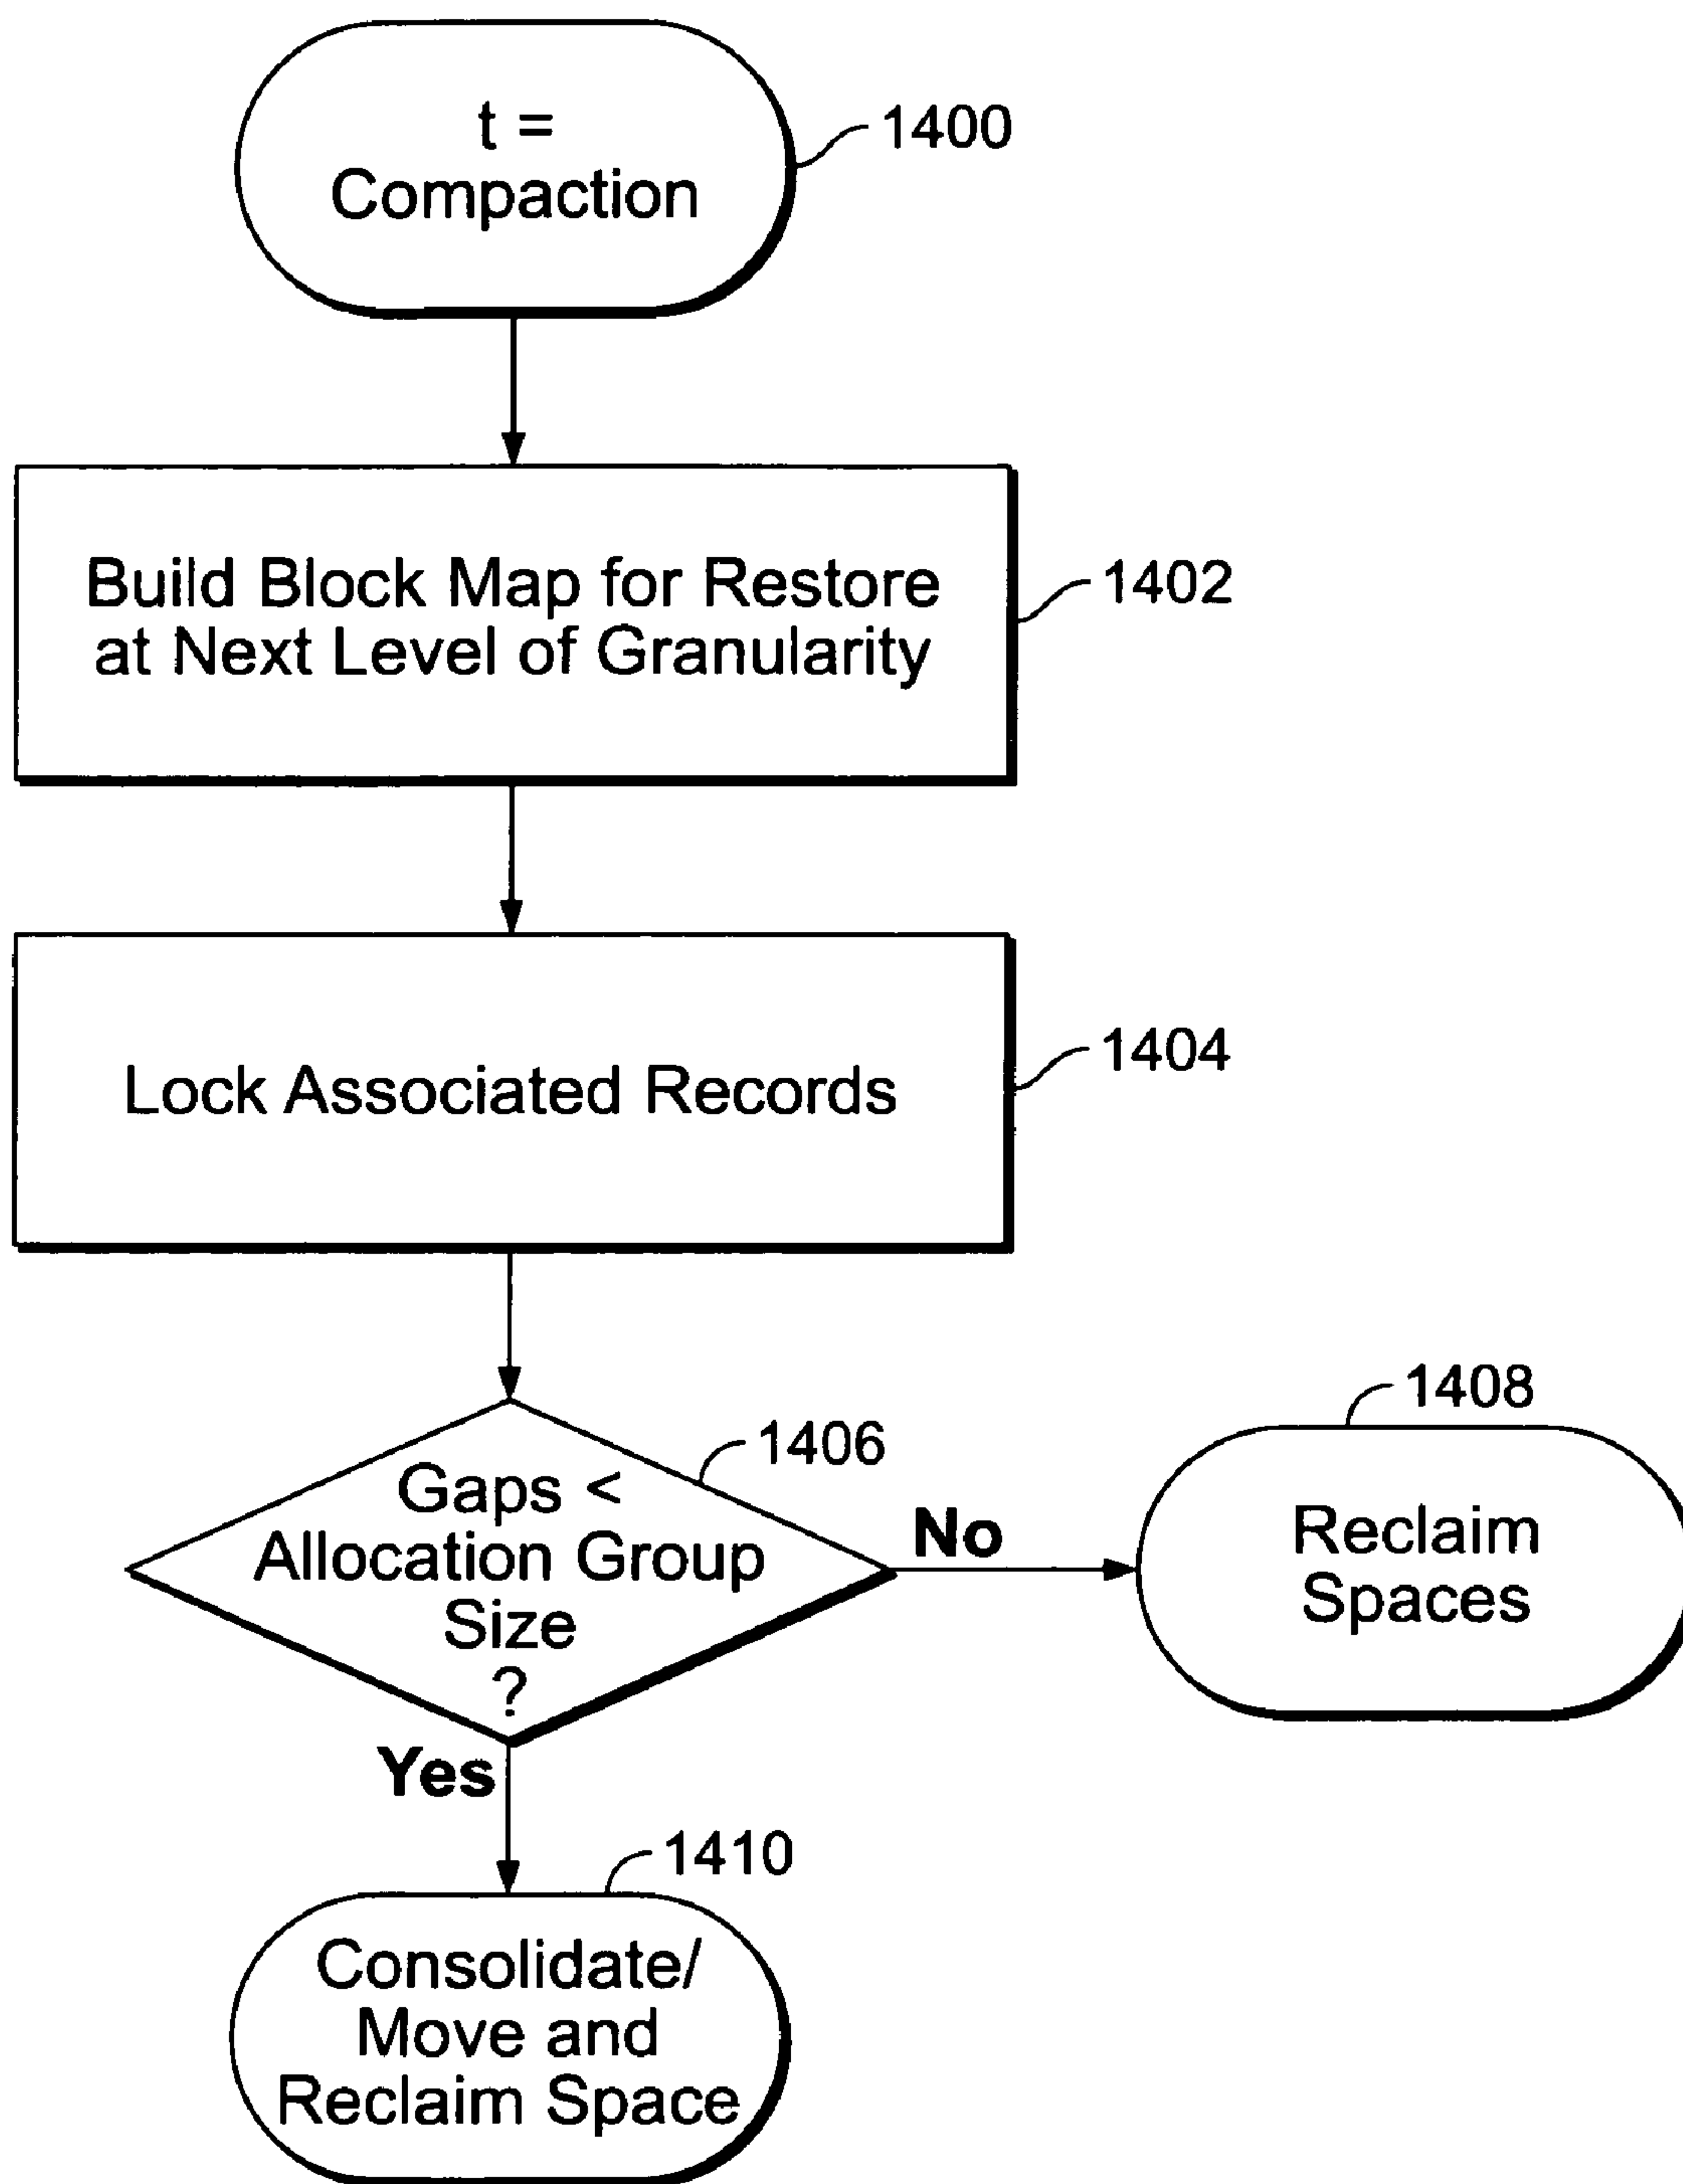 t =
Compaction
1400
Build Block Map for Restore
at Next Level of Granularity
1402
Lock Associated Records
1404
Gaps <
Allocation Group
Size
?
1406
No
Reclaim
Spaces
1408
Yes
Consolidate/
Move and
Reclaim Space
1410